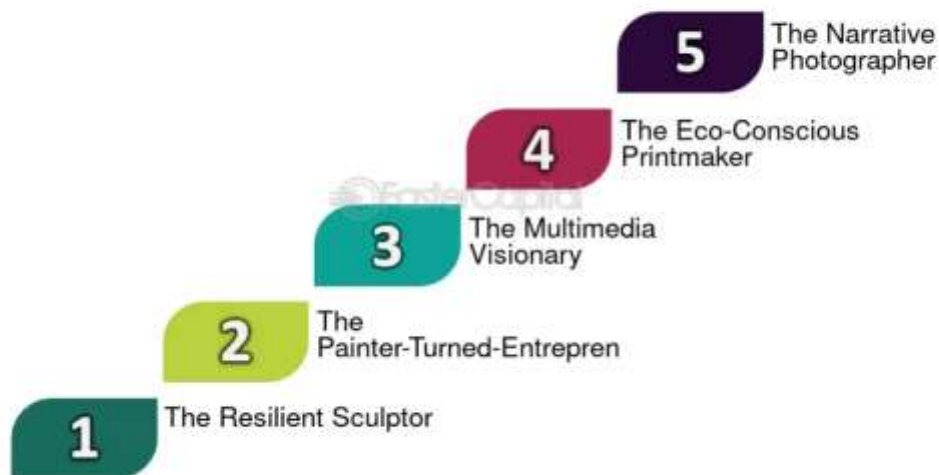 5
The Narrative
Photographer
4
The Eco-Conscious
Printmaker
FasterCapital
3
The Multimedia
Visionary
2
The
Painter-Turned-Entrepren
1
The Resilient Sculptor